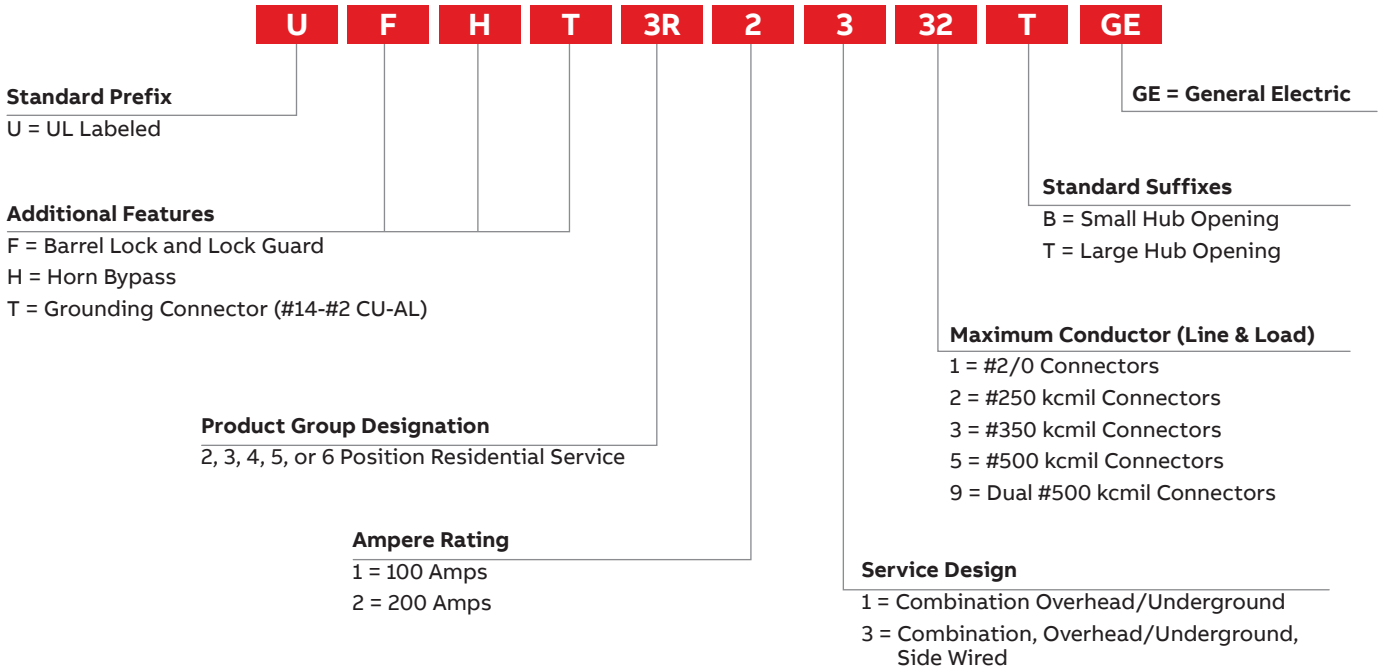 U F H T 3R 2 3 32 T GE
Standard Prefix
U = UL Labeled
GE = General Electric
Additional Features
F = Barrel Lock and Lock Guard
H = Horn Bypass
T = Grounding Connector (#14-#2 CU-AL)
Standard Suffixes
B = Small Hub Opening
T = Large Hub Opening
Maximum Conductor (Line & Load)
1 = #2/0 Connectors
2 = #250 kcmil Connectors
3 = #350 kcmil Connectors
5 = #500 kcmil Connectors
9 = Dual #500 kcmil Connectors
Product Group Designation
2, 3, 4, 5, or 6 Position Residential Service
Ampere Rating
1 = 100 Amps
2 = 200 Amps
Service Design
1 = Combination Overhead/Underground
3 = Combination, Overhead/Underground,
Side Wired